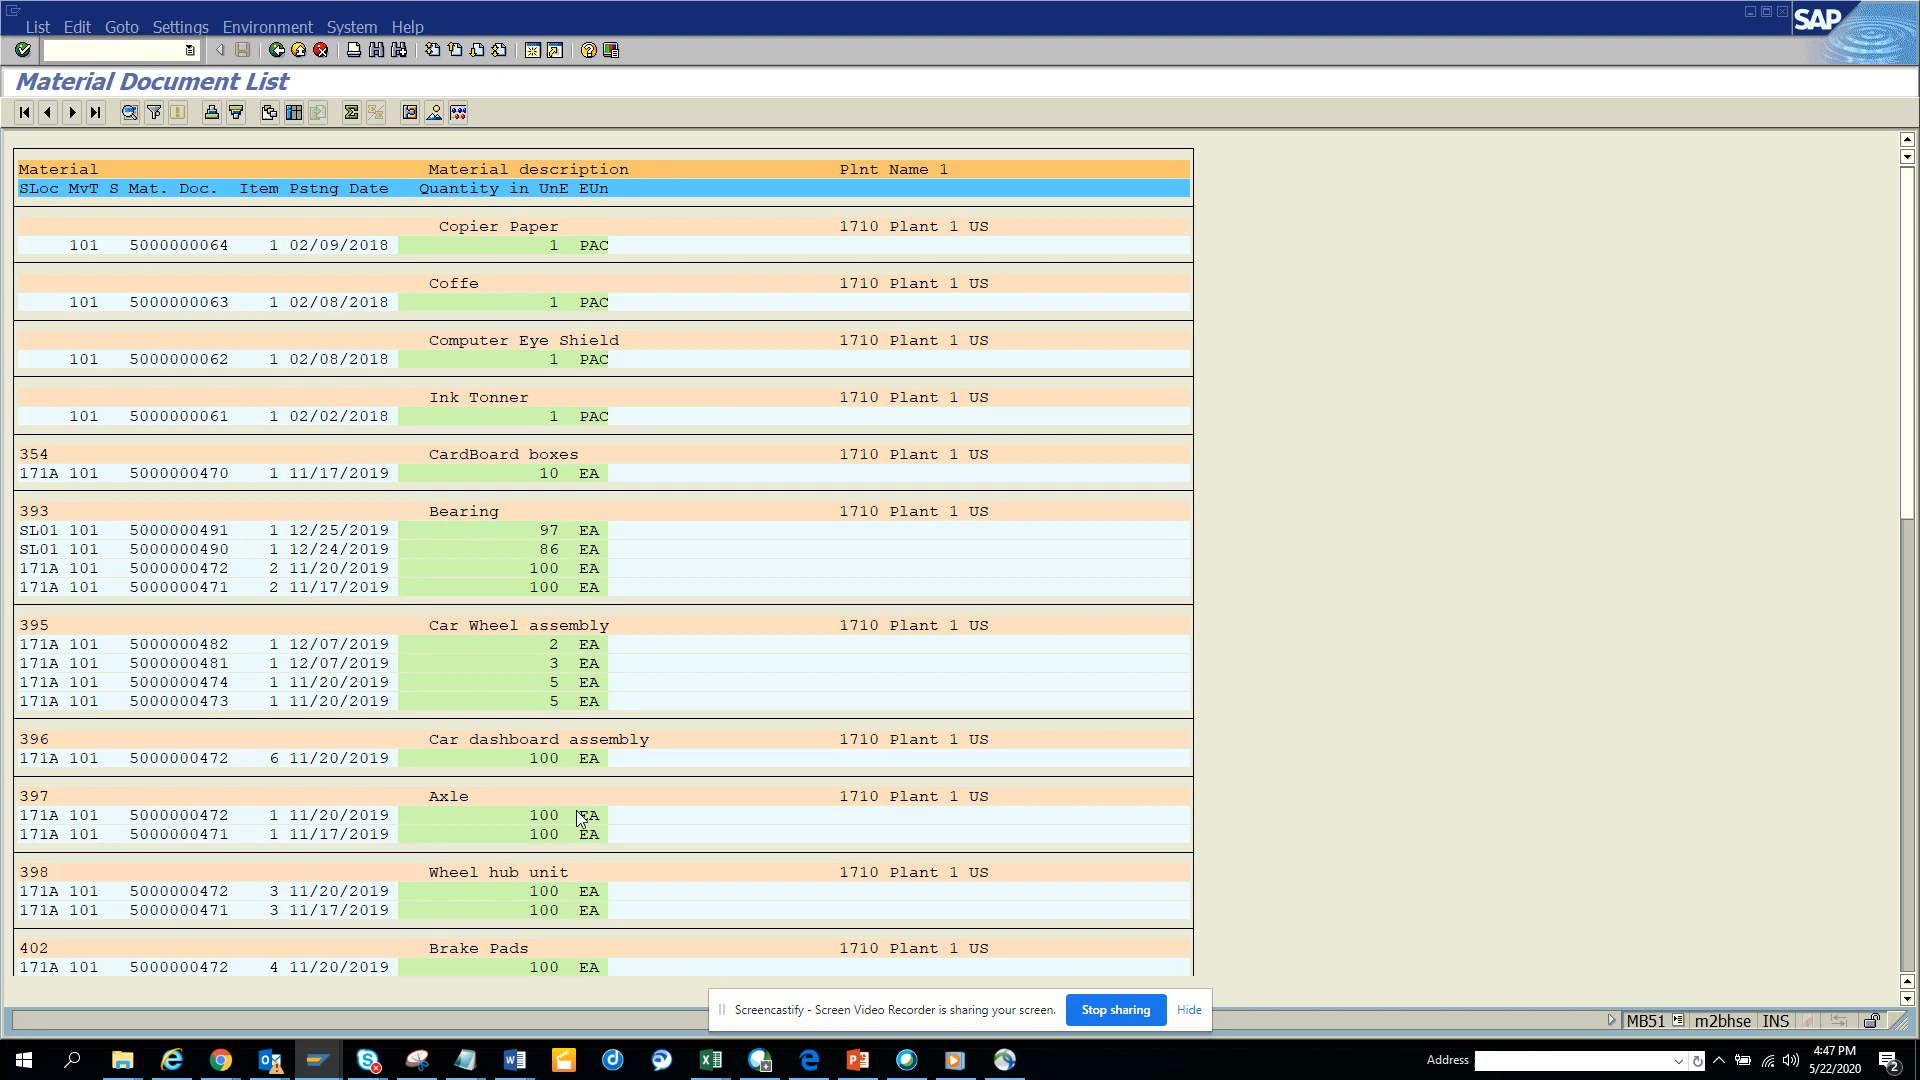 List Edit Goto Settings Environment System Help
SAP
Material Document List
Material Material description Plnt Name 1
SLoc MvT S Mat. Doc. Item Pstng Date Quantity in UnE EUn
Copier Paper 1710 Plant 1 US
101 5000000064 1 02/09/2018 1 PAC
Coffe 1710 Plant 1 US
101 5000000063 1 02/08/2018 1 PAC
Computer Eye Shield 1710 Plant 1 US
101 5000000062 1 02/08/2018 1 PAC
Ink Tonner 1710 Plant 1 US
101 5000000061 1 02/02/2018 1 PAC
354 CardBoard boxes 1710 Plant 1 US
171A 101 5000000470 1 11/17/2019 10 EA
393 Bearing 1710 Plant 1 US
SL01 101 5000000491 1 12/25/2019 97 EA
SL01 101 5000000490 1 12/24/2019 86 EA
171A 101 5000000472 2 11/20/2019 100 EA
171A 101 5000000471 2 11/17/2019 100 EA
395 Car Wheel assembly 1710 Plant 1 US
171A 101 5000000482 1 12/07/2019 2 EA
171A 101 5000000481 1 12/07/2019 3 EA
171A 101 5000000474 1 11/20/2019 5 EA
171A 101 5000000473 1 11/20/2019 5 EA
396 Car dashboard assembly 1710 Plant 1 US
171A 101 5000000472 6 11/20/2019 100 EA
397 Axle 1710 Plant 1 US
171A 101 5000000472 1 11/20/2019 100 EA
171A 101 5000000471 1 11/17/2019 100 EA
398 Wheel hub unit 1710 Plant 1 US
171A 101 5000000472 3 11/20/2019 100 EA
171A 101 5000000471 3 11/17/2019 100 EA
402 Brake Pads 1710 Plant 1 US
171A 101 5000000472 4 11/20/2019 100 EA
Screencastify - Screen Video Recorder is sharing your screen. Stop sharing Hide
MB51 m2bhse INS
Address 4:47 PM
5/22/2020 2